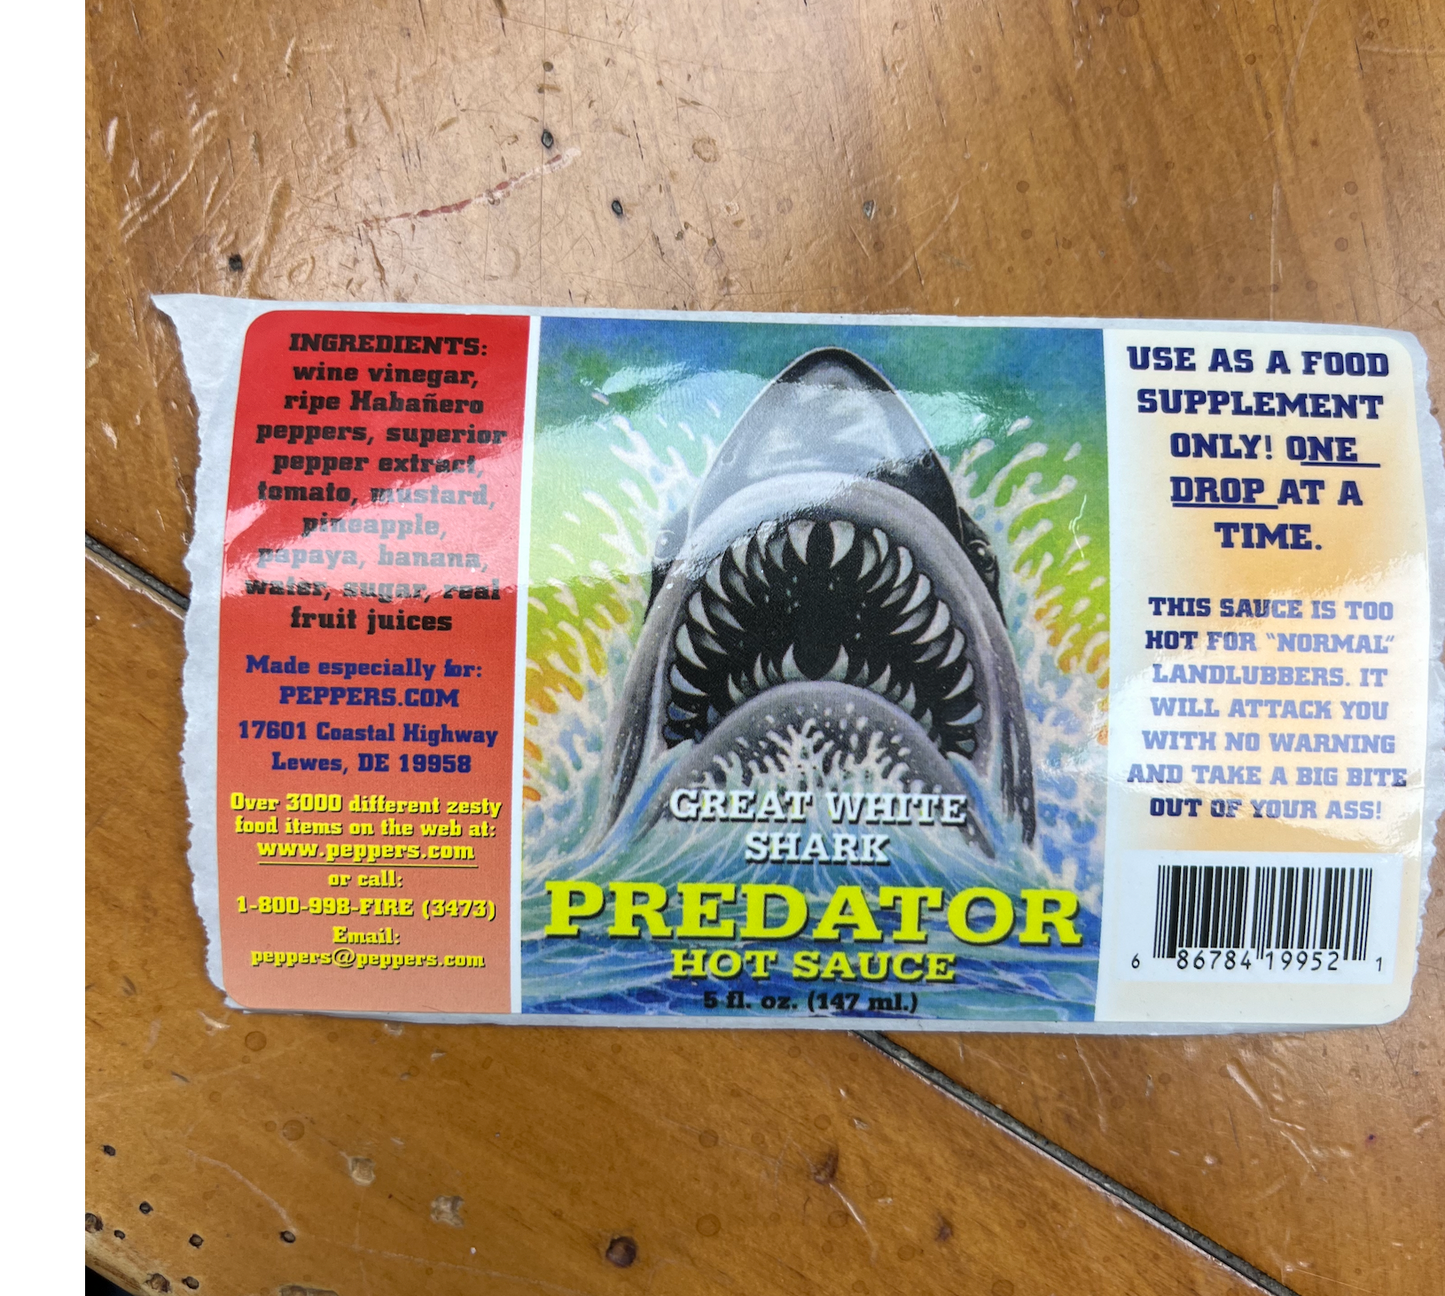 INGREDIENTS:
wine vinegar,
ripe Habañero
peppers, superior
pepper extract,
tomato, mustard,
pineapple,
papaya, banana,
water, sugar, real
fruit juices
Made especially for:
PEPPERS.COM
17601 Coastal Highway
Lewes, DE 19958
Over 3000 different zesty
food items on the web at:
www.peppers.com
or call:
1-800-998-FIRE (3473)
Email:
peppers@peppers.com
GREAT WHITE
SHARK
PREDATOR
HOT SAUCE
5 fl. oz. (147 ml.)
USE AS A FOOD
SUPPLEMENT
ONLY! ONE
DROP AT A
TIME.
THIS SAUCE IS TOO
HOT FOR "NORMAL"
LANDLUBBERS. IT
WILL ATTACK YOU
WITH NO WARNING
AND TAKE A BIG BITE
OUT OF YOUR ASS!
6 86784 19952 1